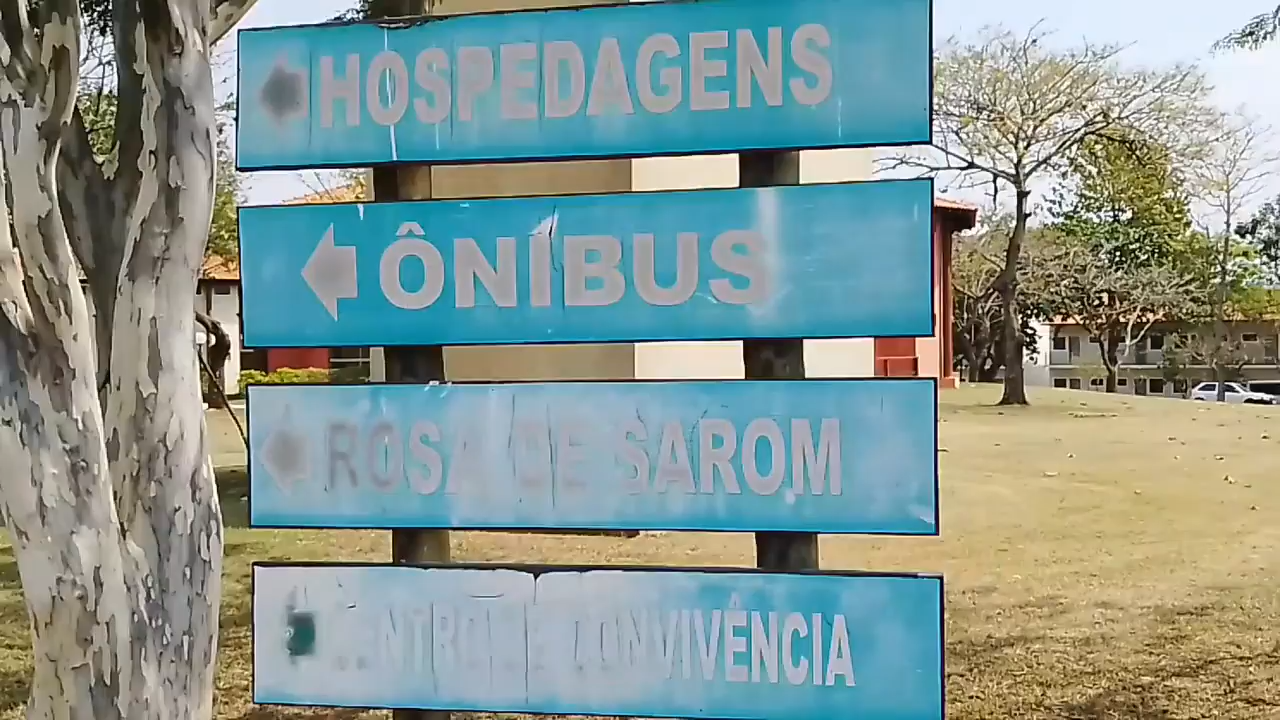 HOSPEDAGENS
ÔNIBUS
ROSA DE SAROM
CENTRO DE CONVIVÊNCIA